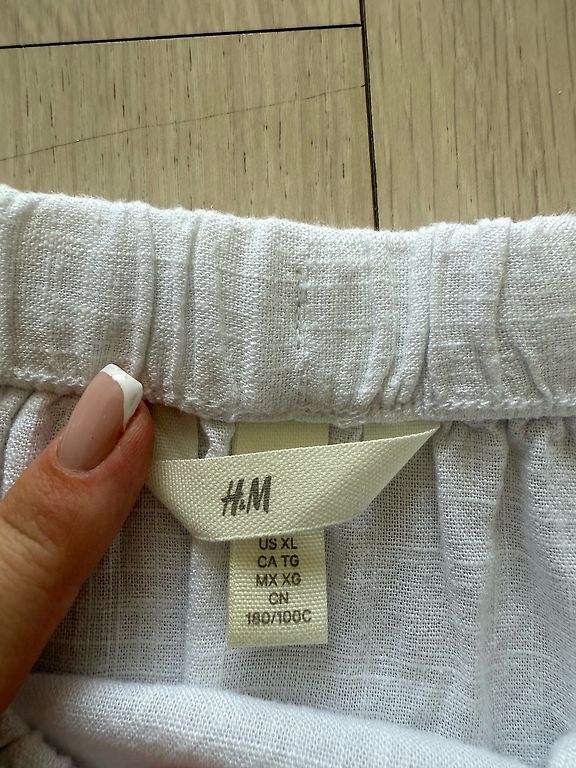 H&M
US XL
CA TG
MX XG
CN
180/100C